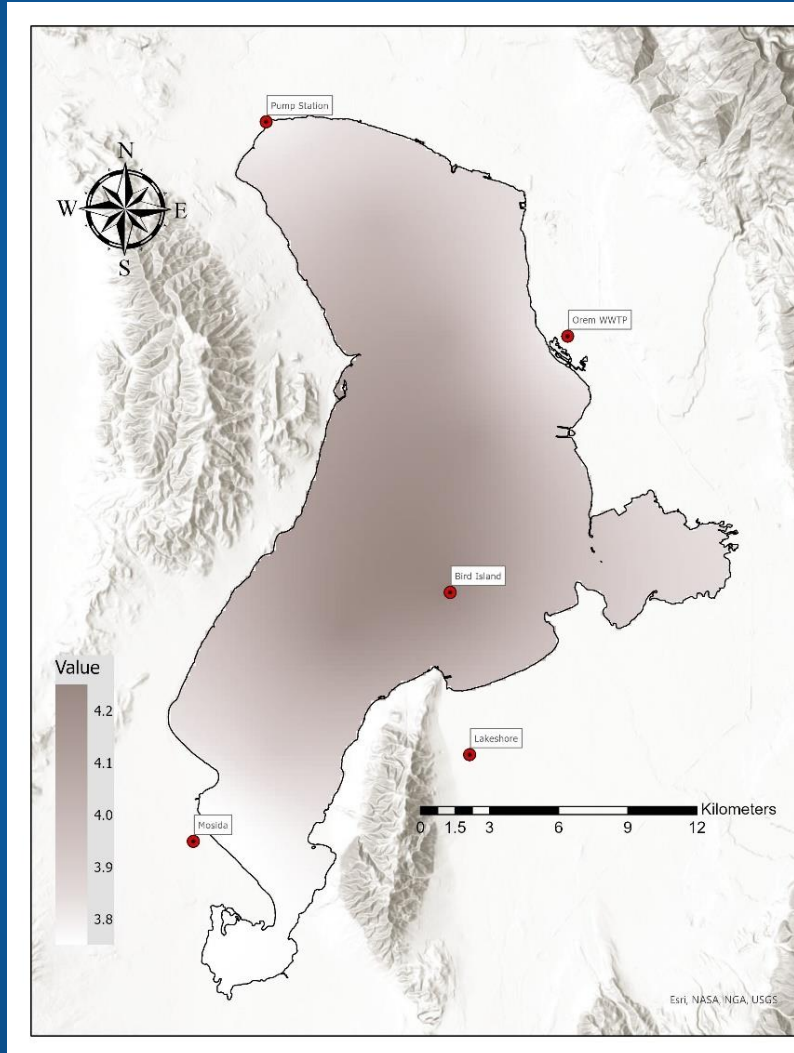 Pump Station
N
W E
S
Orem WWTP
Bird Island
Value
4.2
4.1
4.0
3.9
3.8
Lakeshore
Kilometers
0 1.5 3 6 9 12
Mosida
Esri, NASA, NGA, USGS